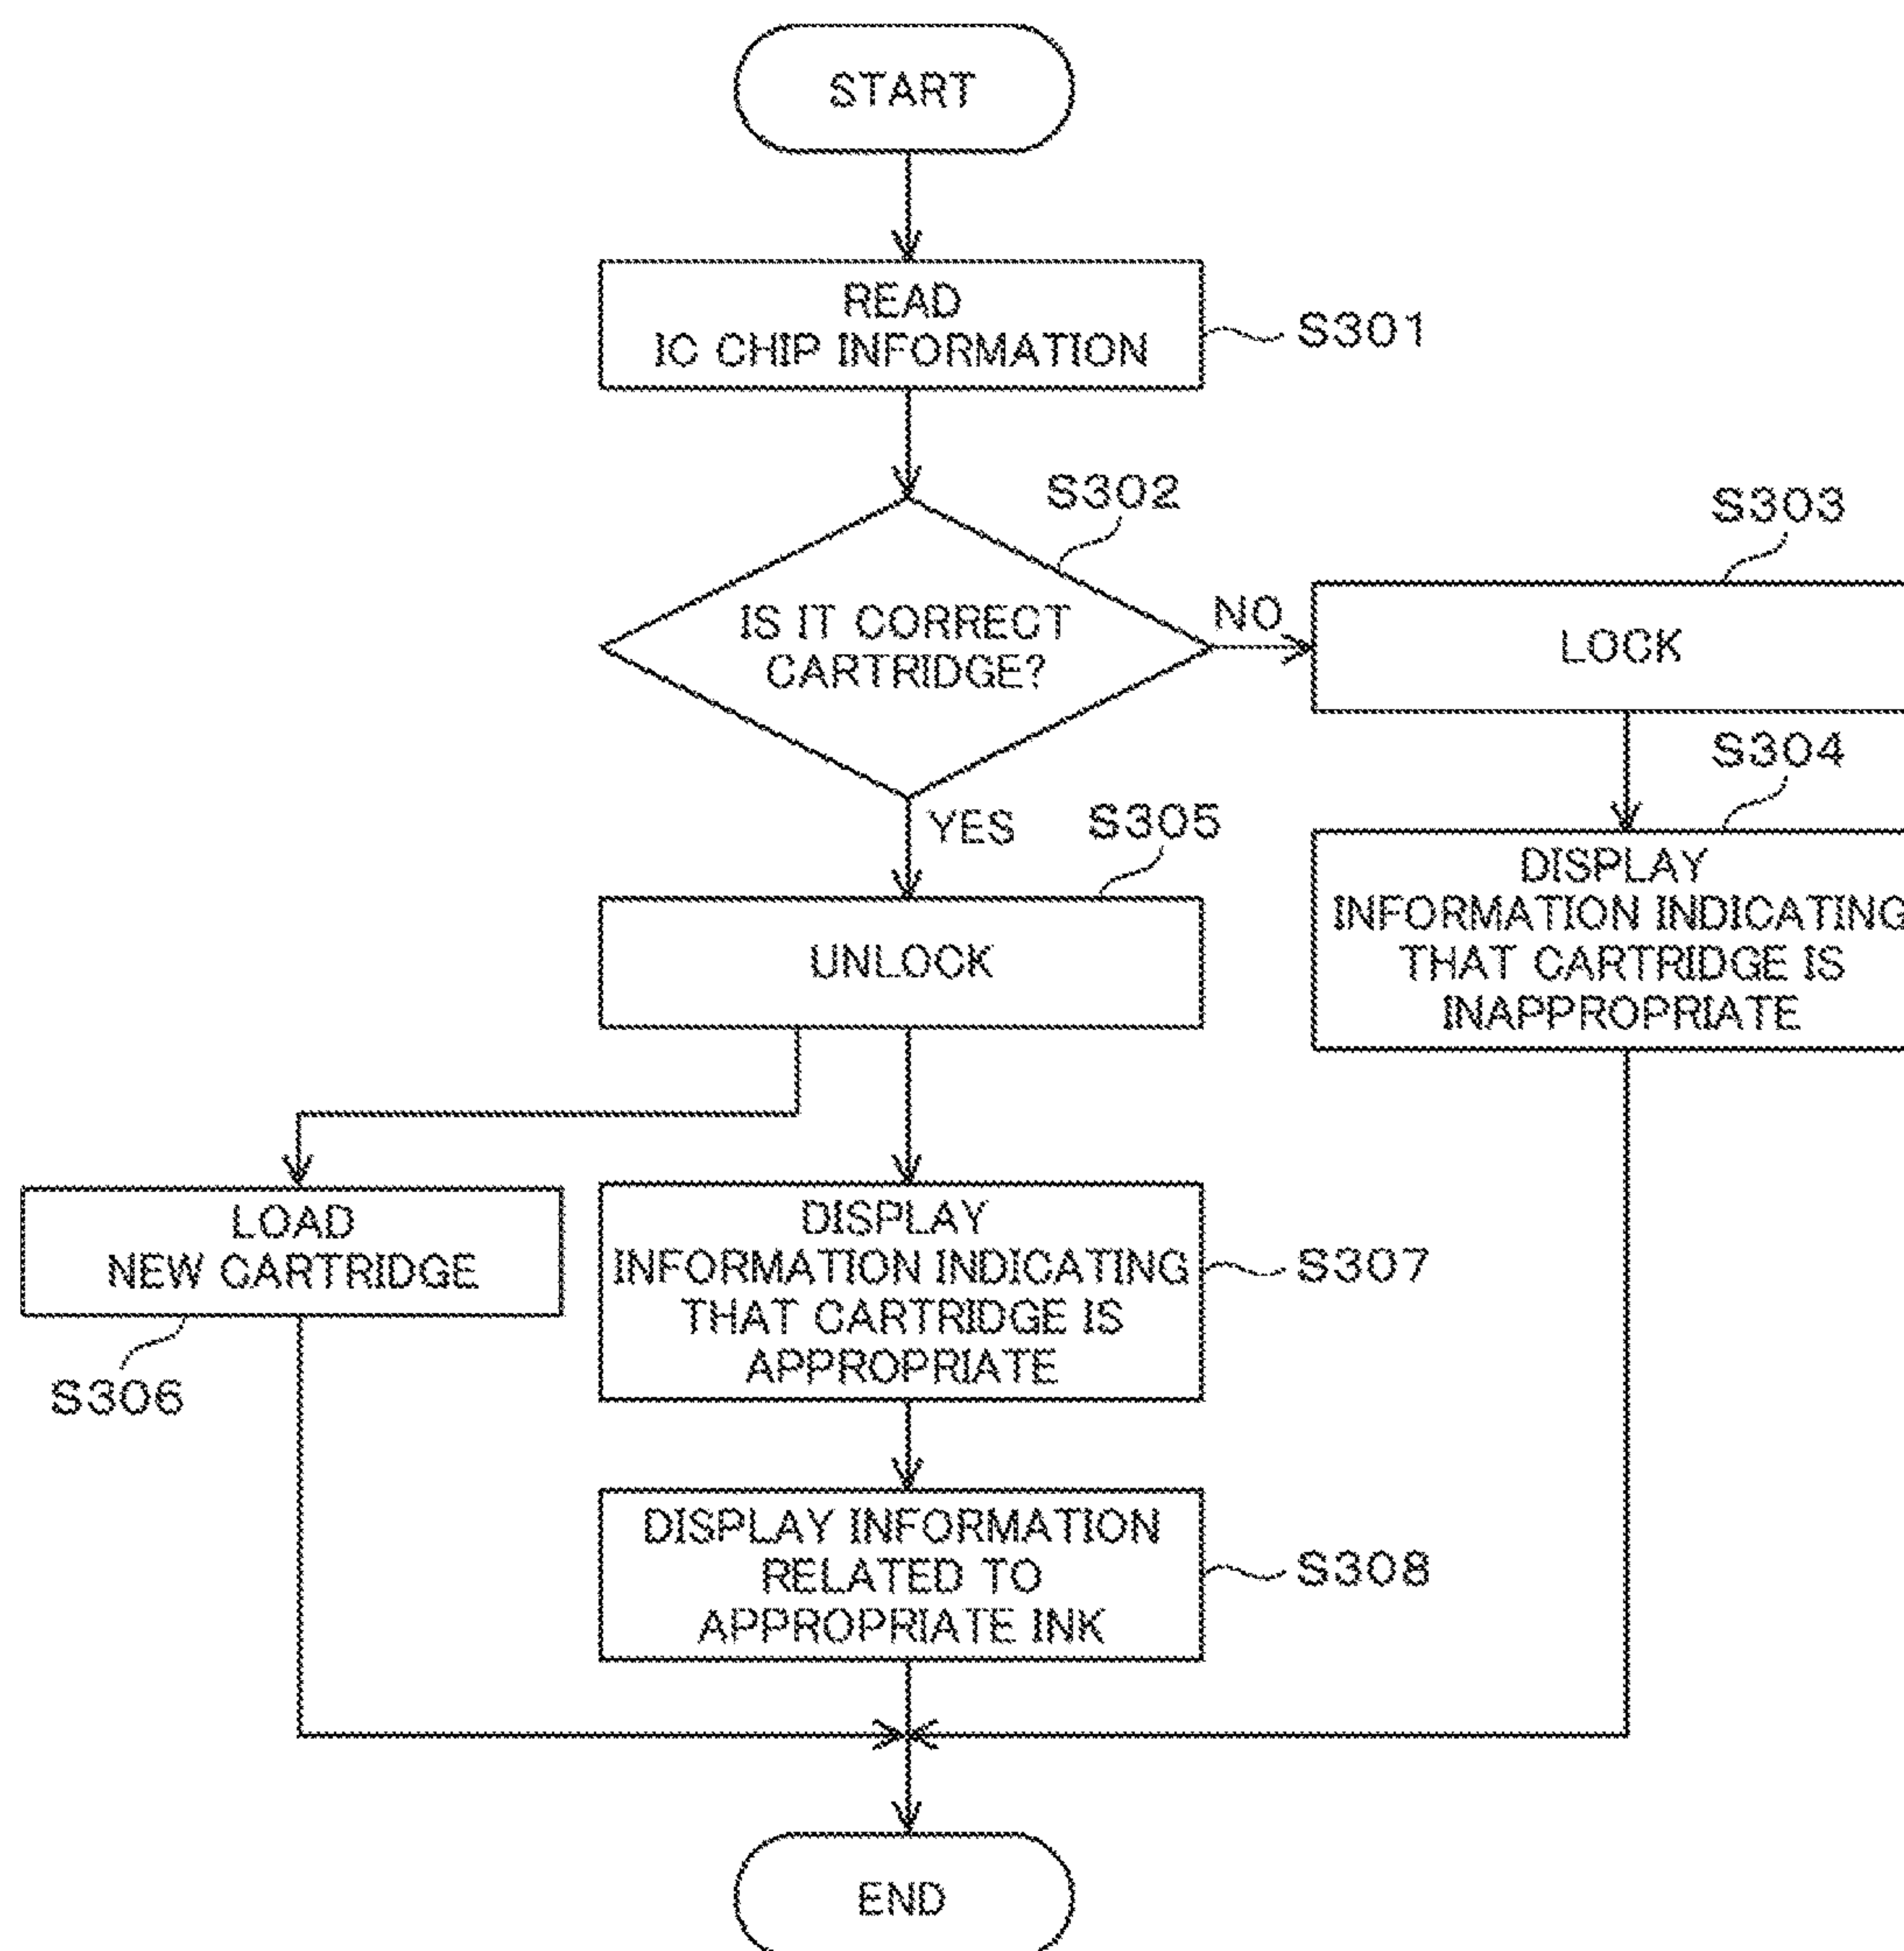 START
READ
IC CHIP INFORMATION
S301
S302
IS IT CORRECT
CARTRIDGE?
NO
S303
LOCK
S304
DISPLAY
INFORMATION INDICATING
THAT CARTRIDGE IS
INAPPROPRIATE
YES
S305
UNLOCK
LOAD
NEW CARTRIDGE
S306
DISPLAY
INFORMATION INDICATING
THAT CARTRIDGE IS
APPROPRIATE
S307
DISPLAY INFORMATION
RELATED TO
APPROPRIATE INK
S308
END